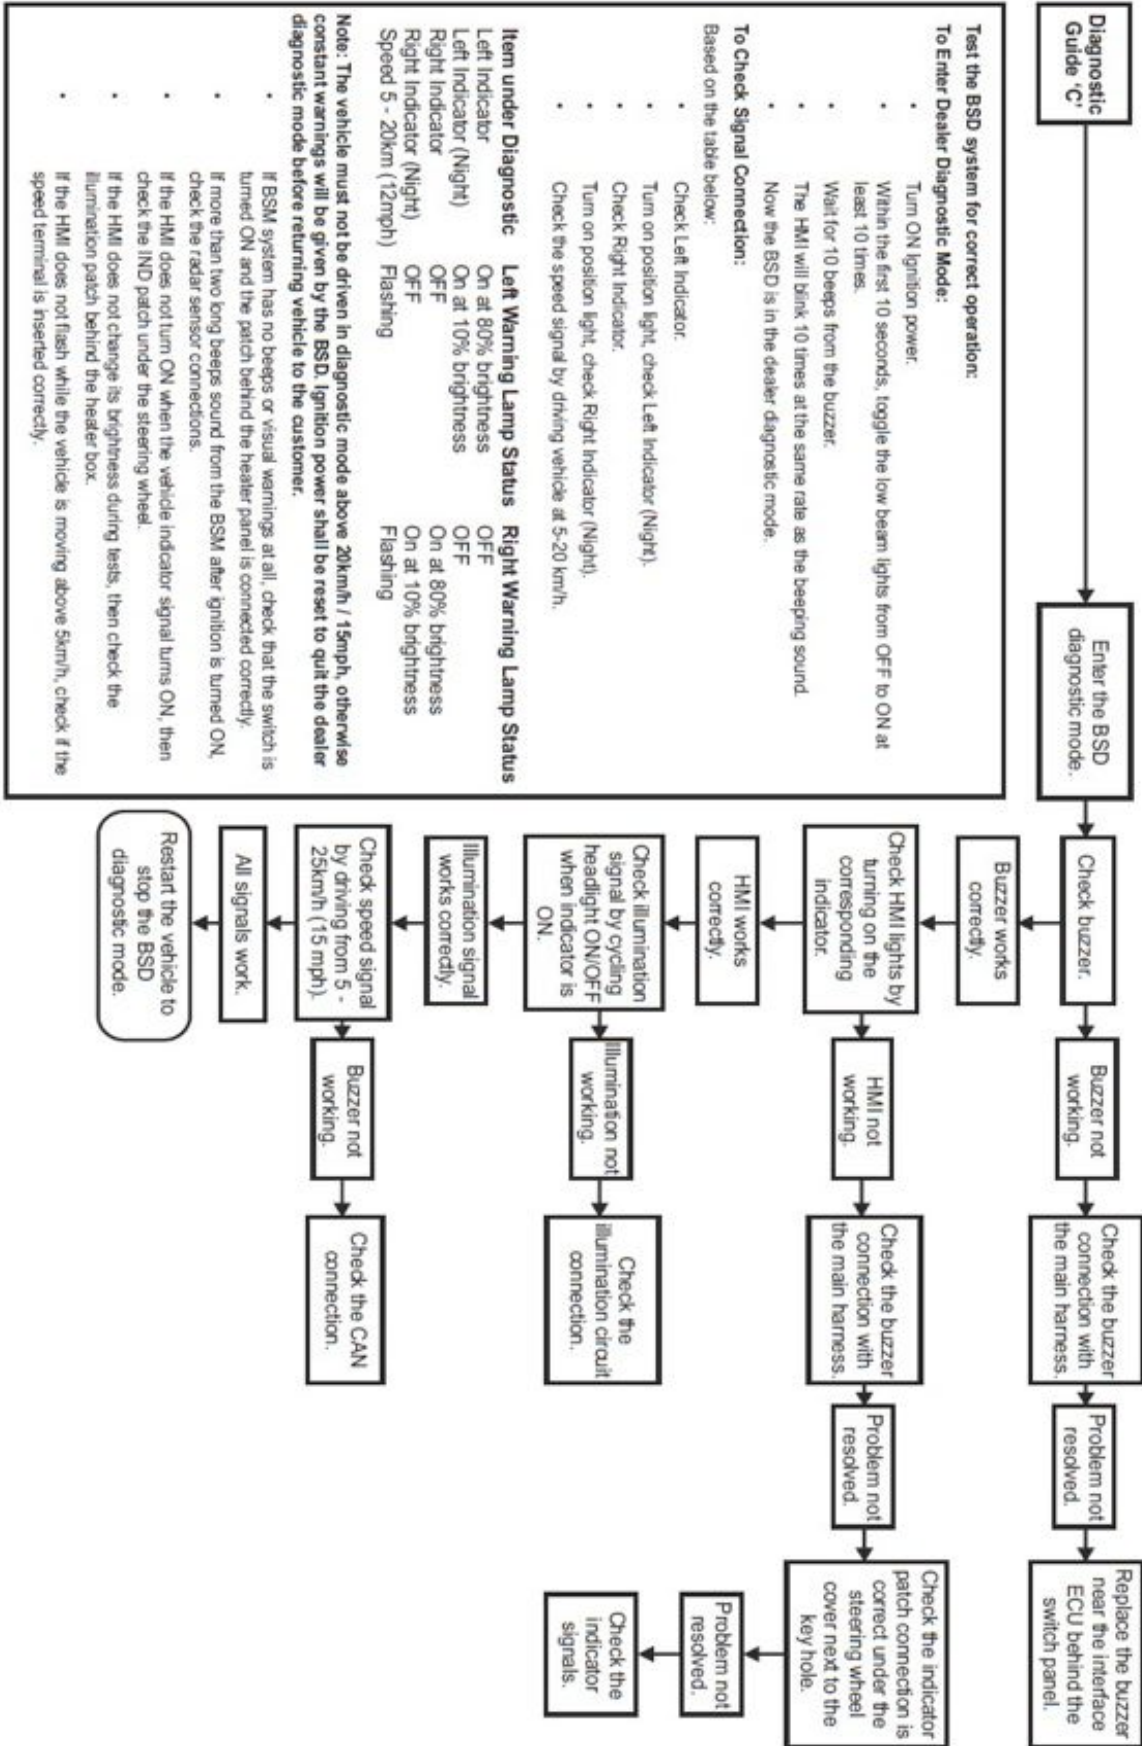 Diagnostic
Guide 'C'
Enter the BSD
diagnostic mode.
Check buzzer.
Buzzer not
working.
Check the buzzer
connection with
the main harness.
Problem not
resolved.
Replace the buzzer
near the interface
ECU behind the
switch panel.
Buzzer works
correctly.
Check HMI lights by
turning on the
corresponding
indicator.
HMI not
working.
Check the buzzer
connection with
the main harness.
Problem not
resolved.
Check the indicator
patch connection is
correct under the
steering wheel
cover next to the
key hole.
HMI works
correctly.
Problem not
resolved.
Check illumination
signal by cycling
headlight ON/OFF
when indicator is
ON.
Illumination not
working.
Check the
illumination circuit
connection.
Check the
indicator
signals.
Illumination signal
works correctly.
Check speed signal
by driving from 5 -
25km/h (15 mph).
Buzzer not
working.
Check the CAN
connection.
All signals work.
Restart the vehicle to
stop the BSD
diagnostic mode.
Test the BSD system for correct operation:
To Enter Dealer Diagnostic Mode:
• Turn ON Ignition power.
• Within the first 10 seconds, toggle the low beam lights from OFF to ON at
least 10 times.
• Wait for 10 beeps from the buzzer.
• The HMI will blink 10 times at the same rate as the beeping sound.
• Now the BSD is in the dealer diagnostic mode.
To Check Signal Connection:
Based on the table below:
• Check Left Indicator.
• Turn on position light, check Left Indicator (Night).
• Check Right Indicator.
• Turn on position light, check Right Indicator (Night).
• Check the speed signal by driving vehicle at 5-20 km/h.
Item under Diagnostic Left Warning Lamp Status Right Warning Lamp Status
Left Indicator On at 80% brightness OFF
Left Indicator (Night) On at 10% brightness OFF
Right Indicator OFF On at 80% brightness
Right Indicator (Night) OFF On at 10% brightness
Speed 5 - 20km (12mph) Flashing Flashing
Note: The vehicle must not be driven in diagnostic mode above 20km/h / 15mph, otherwise
constant warnings will be given by the BSD. Ignition power shall be reset to quit the dealer
diagnostic mode before returning vehicle to the customer.
• If BSM system has no beeps or visual warnings at all, check that the switch is
turned ON and the patch behind the heater panel is connected correctly.
• If more than two long beeps sound from the BSM after ignition is turned ON,
check the radar sensor connections.
• If the HMI does not turn ON when the vehicle indicator signal turns ON, then
check the IND patch under the steering wheel.
• If the HMI does not change its brightness during tests, then check the
illumination patch behind the heater box.
• If the HMI does not flash while the vehicle is moving above 5km/h, check if the
speed terminal is inserted correctly.